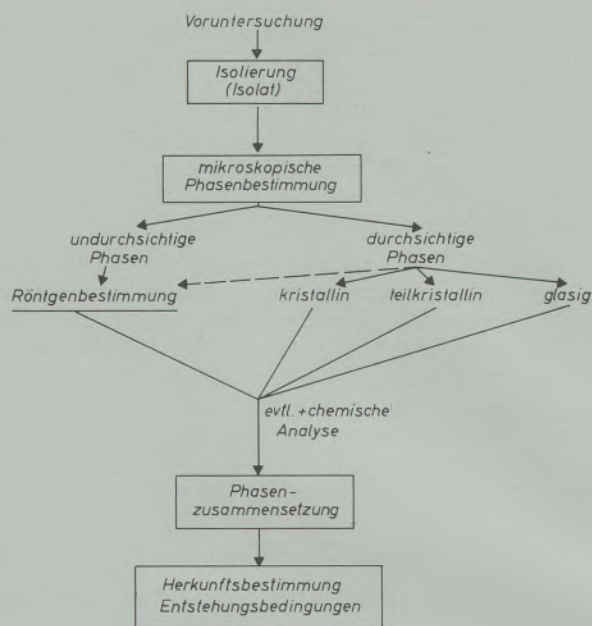 Voruntersuchung
Isolierung
(Isolat)
mikroskopische
Phasenbestimmung
undurchsichtige
Phasen
durchsichtige
Phasen
Röntgenbestimmung
kristallin
teilkristallin
glasig
evtl. + chemische
Analyse
Phasen-
zusammensetzung
Herkunftsbestimmung
Entstehungsbedingungen